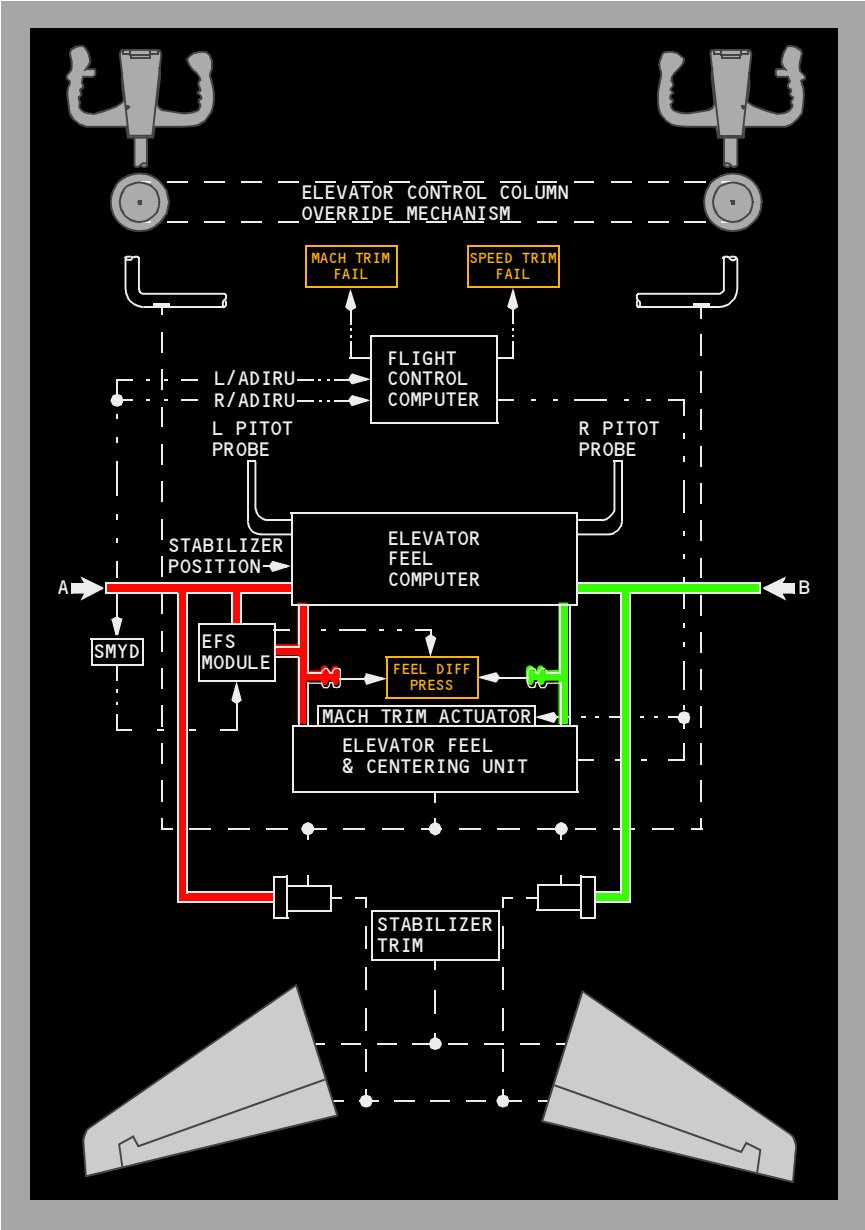 ELEVATOR CONTROL COLUMN
OVERRIDE MECHANISM
MACH TRIM
FAIL
SPEED TRIM
FAIL
FLIGHT
CONTROL
COMPUTER
L/ADIRU
R/ADIRU
L PITOT
PROBE
R PITOT
PROBE
ELEVATOR
FEEL
COMPUTER
STABILIZER
POSITION
A
B
SMYD
EFS
MODULE
FEEL DIFF
PRESS
MACH TRIM ACTUATOR
ELEVATOR FEEL
& CENTERING UNIT
STABILIZER
TRIM